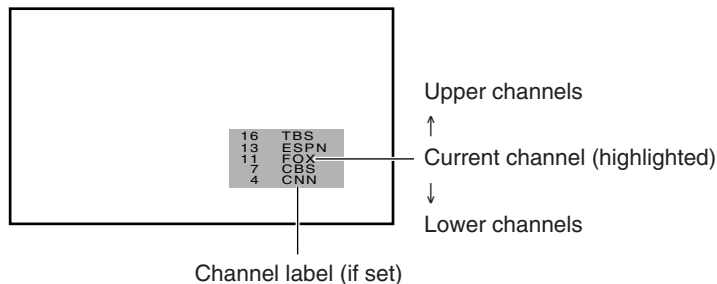 Upper channels
↑
16 TBS
13 ESPN
11 FOX
7 CBS
4 CNN
Current channel (highlighted)
↓
Lower channels
Channel label (if set)